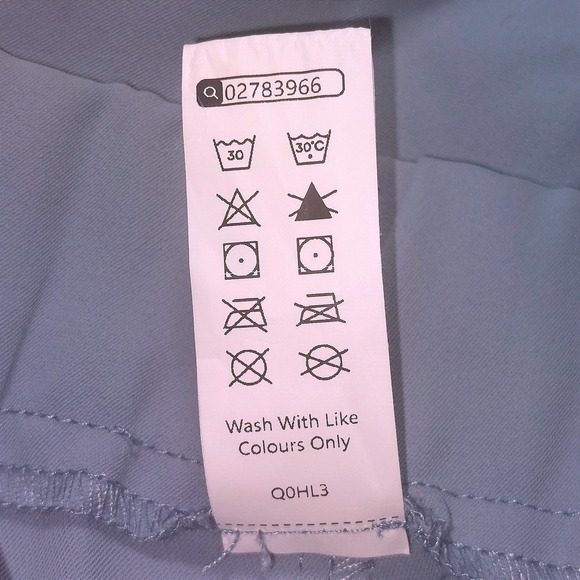 02783966
30 30°C
Wash With Like
Colours Only
Q0HL3